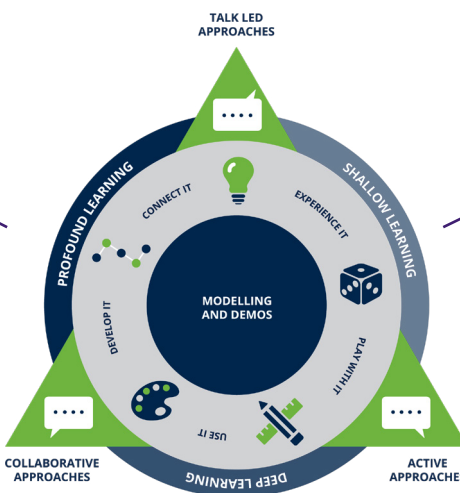 TALK LED
APPROACHES
PROFOUND LEARNING
SHALLOW LEARNING
CONNECT IT
EXPERIENCE IT
MODELLING
AND DEMOS
DEVELOP IT
PLAY WITH IT
USE IT
DEEP LEARNING
COLLABORATIVE
APPROACHES
ACTIVE
APPROACHE